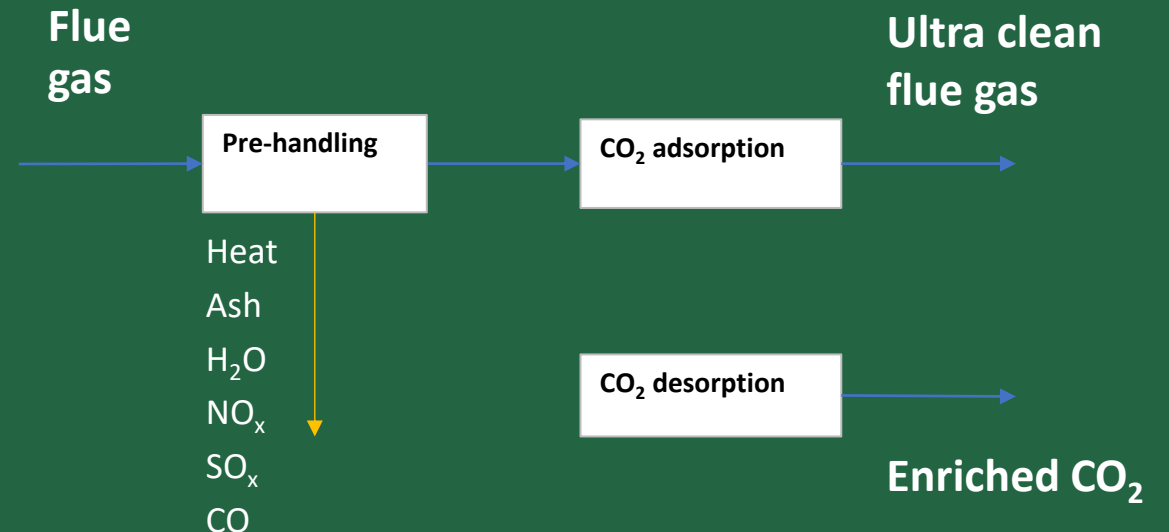 Flue
gas
Ultra clean
flue gas
Pre-handling
CO₂ adsorption
Heat
Ash
H₂O
NOₓ
SOₓ
CO
CO₂ desorption
Enriched CO₂